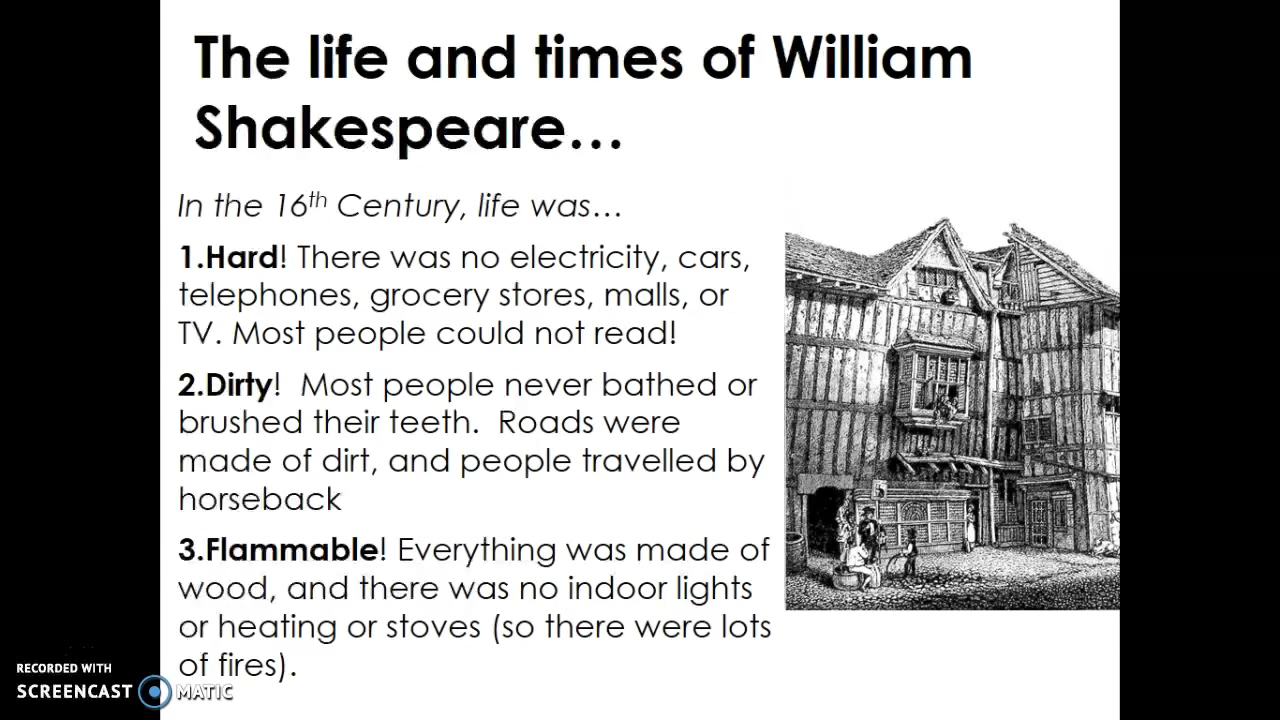 The life and times of William
Shakespeare…
In the 16th Century, life was…
1.Hard! There was no electricity, cars,
telephones, grocery stores, malls, or
TV. Most people could not read!
2.Dirty!  Most people never bathed or
brushed their teeth.  Roads were
made of dirt, and people travelled by
horseback
3.Flammable! Everything was made of
wood, and there was no indoor lights
or heating or stoves (so there were lots
of fires).
RECORDED WITH
SCREENCAST MATIC